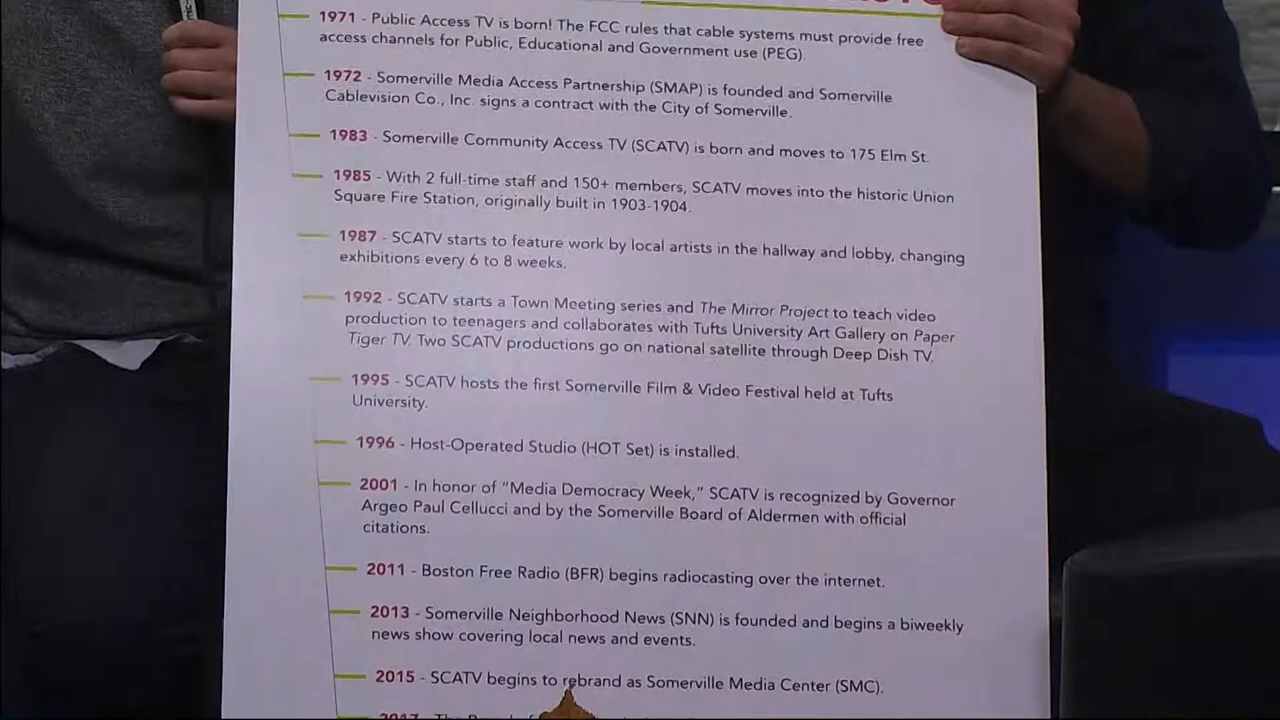 1971 - Public Access TV is born! The FCC rules that cable systems must provide free
access channels for Public, Educational and Government use (PEG).
1972 - Somerville Media Access Partnership (SMAP) is founded and Somerville
Cablevision Co., Inc. signs a contract with the City of Somerville.
1983 - Somerville Community Access TV (SCATV) is born and moves to 175 Elm St.
1985 - With 2 full-time staff and 150+ members, SCATV moves into the historic Union
Square Fire Station, originally built in 1903-1904.
1987 - SCATV starts to feature work by local artists in the hallway and lobby, changing
exhibitions every 6 to 8 weeks.
1992 - SCATV starts a Town Meeting series and The Mirror Project to teach video
production to teenagers and collaborates with Tufts University Art Gallery on Paper
Tiger TV. Two SCATV productions go on national satellite through Deep Dish TV.
1995 - SCATV hosts the first Somerville Film & Video Festival held at Tufts
University.
1996 - Host-Operated Studio (HOT Set) is installed.
2001 - In honor of “Media Democracy Week,” SCATV is recognized by Governor
Argeo Paul Cellucci and by the Somerville Board of Aldermen with official
citations.
2011 - Boston Free Radio (BFR) begins radiocasting over the internet.
2013 - Somerville Neighborhood News (SNN) is founded and begins a biweekly
news show covering local news and events.
2015 - SCATV begins to rebrand as Somerville Media Center (SMC).
2017 - The